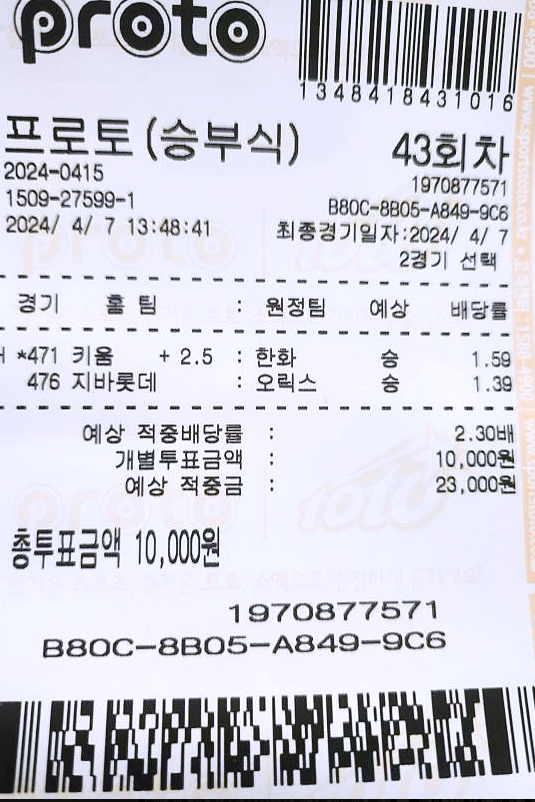 proto
1348418431016
프로토(승부식) 43회차
2024-0415 1970877571
1509-27599-1 B80C-8B05-A849-9C6
2024/ 4/ 7 13:48:41 최종경기일자:2024/ 4/ 7
2경기 선택
경기 홈 팀 : 원정팀 예상 배당률
*471 키움 + 2.5 : 한화 승 1.59
476 지바롯데 : 오릭스 승 1.39
예상 적중배당률 : 2.30배
개별투표금액 : 10,000원
예상 적중금 : 23,000원
총투표금액 10,000원
1970877571
B80C-8B05-A849-9C6